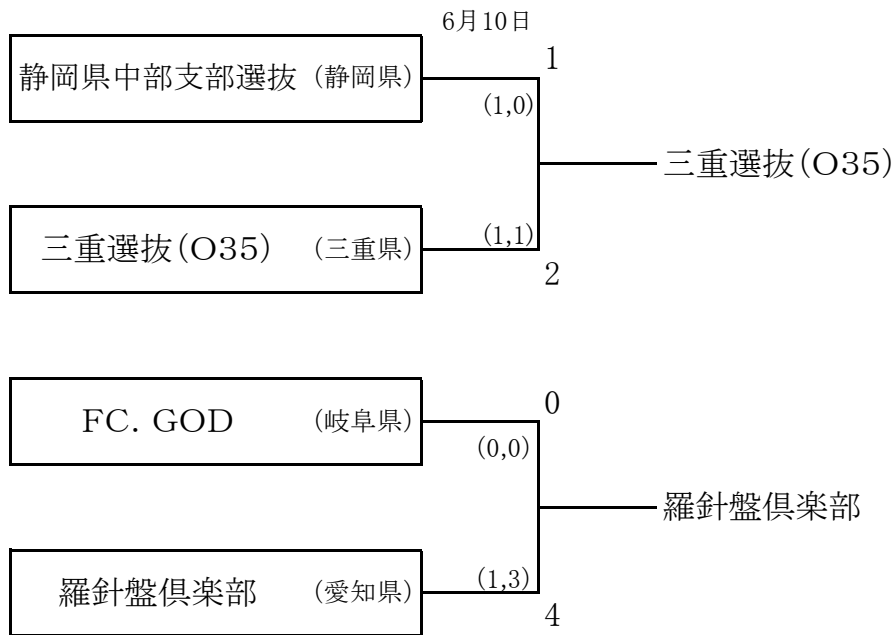 6月10日
1
静岡県中部支部選抜 (静岡県)
(1,0)
三重選抜(O35)
三重選抜(O35) (三重県)
(1,1)
2
0
FC. GOD (岐阜県)
(0,0)
羅針盤倶楽部
羅針盤倶楽部 (愛知県)
(1,3)
4